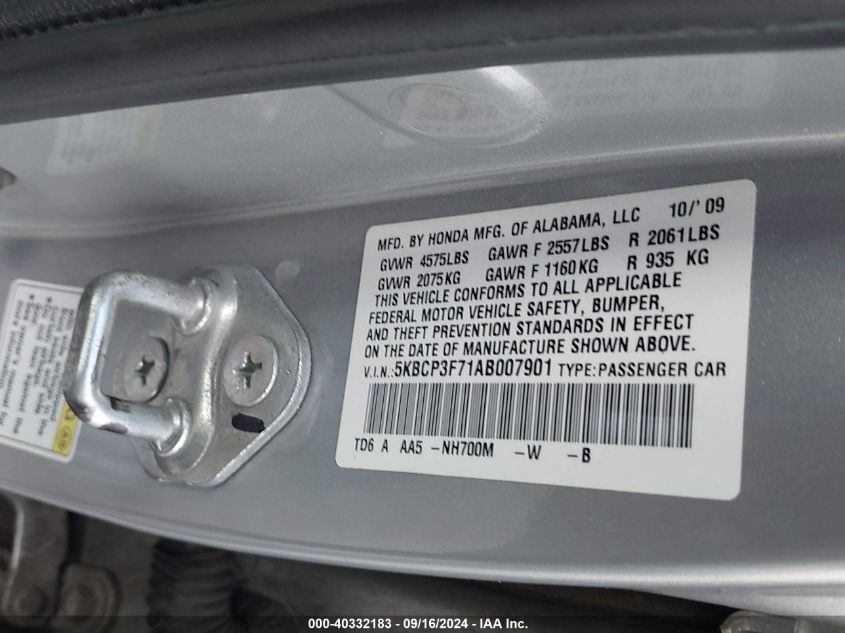 MFD. BY HONDA MFG. OF ALABAMA, LLC 10/'09
GVWR 4575LBS GAWR F 2557LBS R 2061LBS
GVWR 2075KG GAWR F 1160KG R 935 KG
THIS VEHICLE CONFORMS TO ALL APPLICABLE
FEDERAL MOTOR VEHICLE SAFETY, BUMPER,
AND THEFT PREVENTION STANDARDS IN EFFECT
ON THE DATE OF MANUFACTURE SHOWN ABOVE.
V.I.N.:5KBCP3F71AB007901 TYPE:PASSENGER CAR
TD6 A AA5 -NH700M -W -B
000-40332183 - 09/16/2024 - IAA Inc.